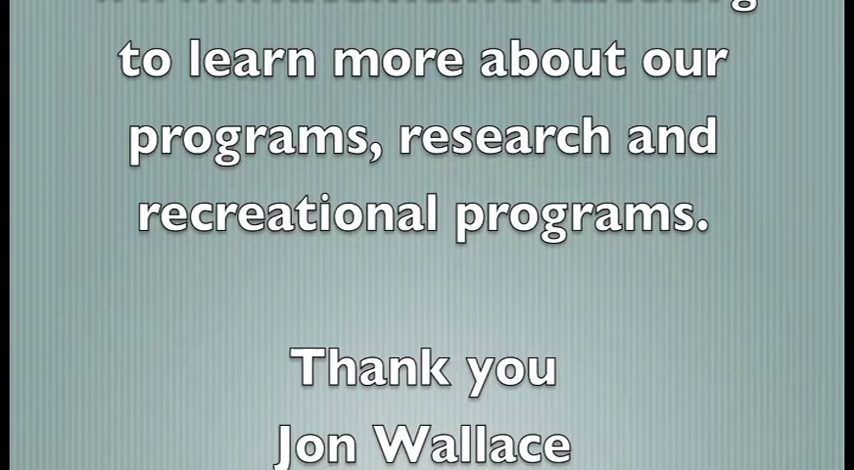 to learn more about our
programs, research and
recreational programs.
Thank you
Jon Wallace